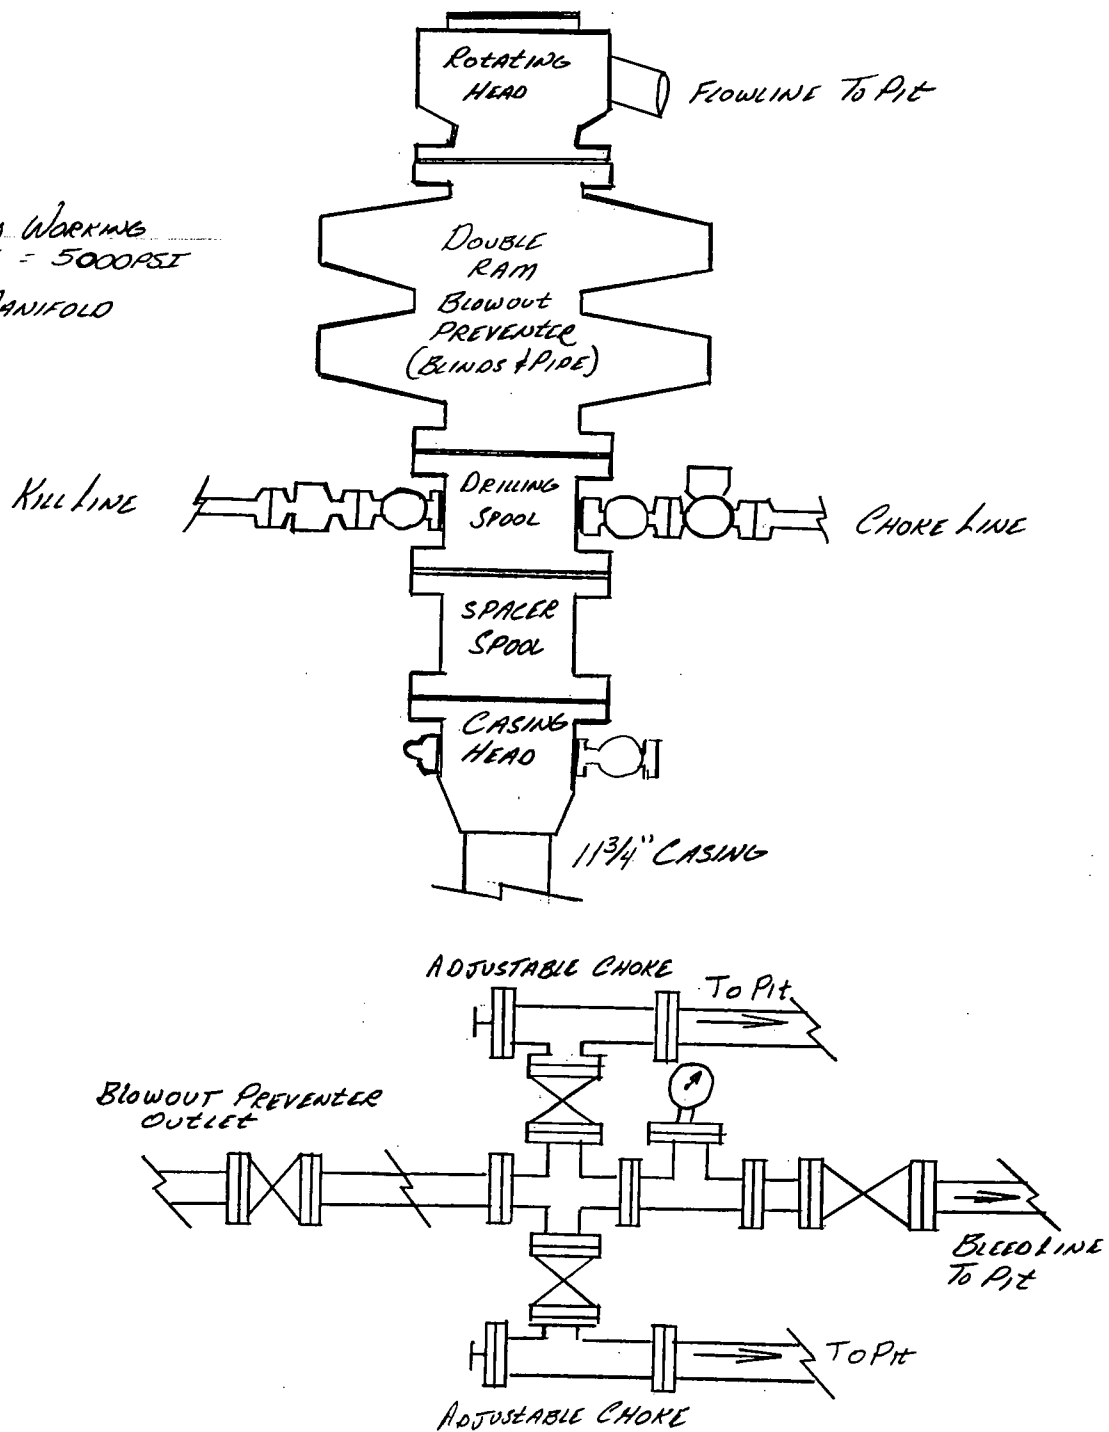 Rotating
Head
Flowline To Pit
Working
= 5000PSI
Double
Ram
Blowout
Preventer
(Blinds & Pipe)
Kill Line
Drilling
Spool
Choke Line
Spacer
Spool
Casing
Head
11 3/4" Casing
Adjustable Choke
To Pit
Blowout Preventer
Outlet
Bleed Line
To Pit
To Pit
Adjustable Choke